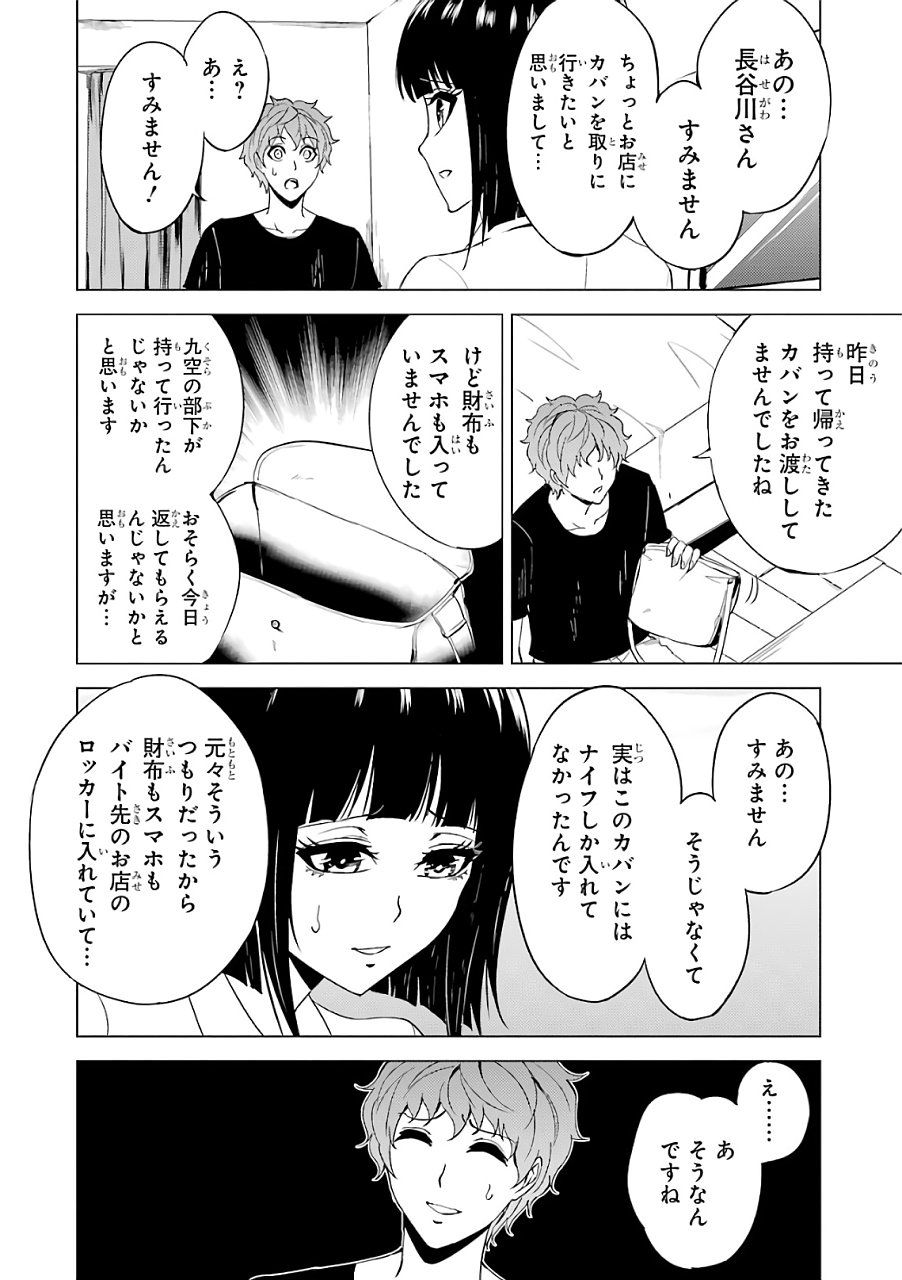 あの…
長谷川さん
すみません
ちょっとお店に
カバンを取りに
行きたいと
思いまして…
え？
あ…
すみません！
昨日
持って帰ってきた
カバンをお渡しして
ませんでしたね
けど財布も
スマホも入って
いませんでした
九空の部下が
持って行ったん
じゃないか
と思います
おそらく今日
返してもらえる
んじゃないかと
思いますが…
あの…
すみません
そうじゃなくて
実はこのカバンには
ナイフしか入れて
なかったんです
元々そういう
つもりだったから
財布もスマホも
バイト先のお店の
ロッカーに入れていて…
え……
あ
そうなん
ですね